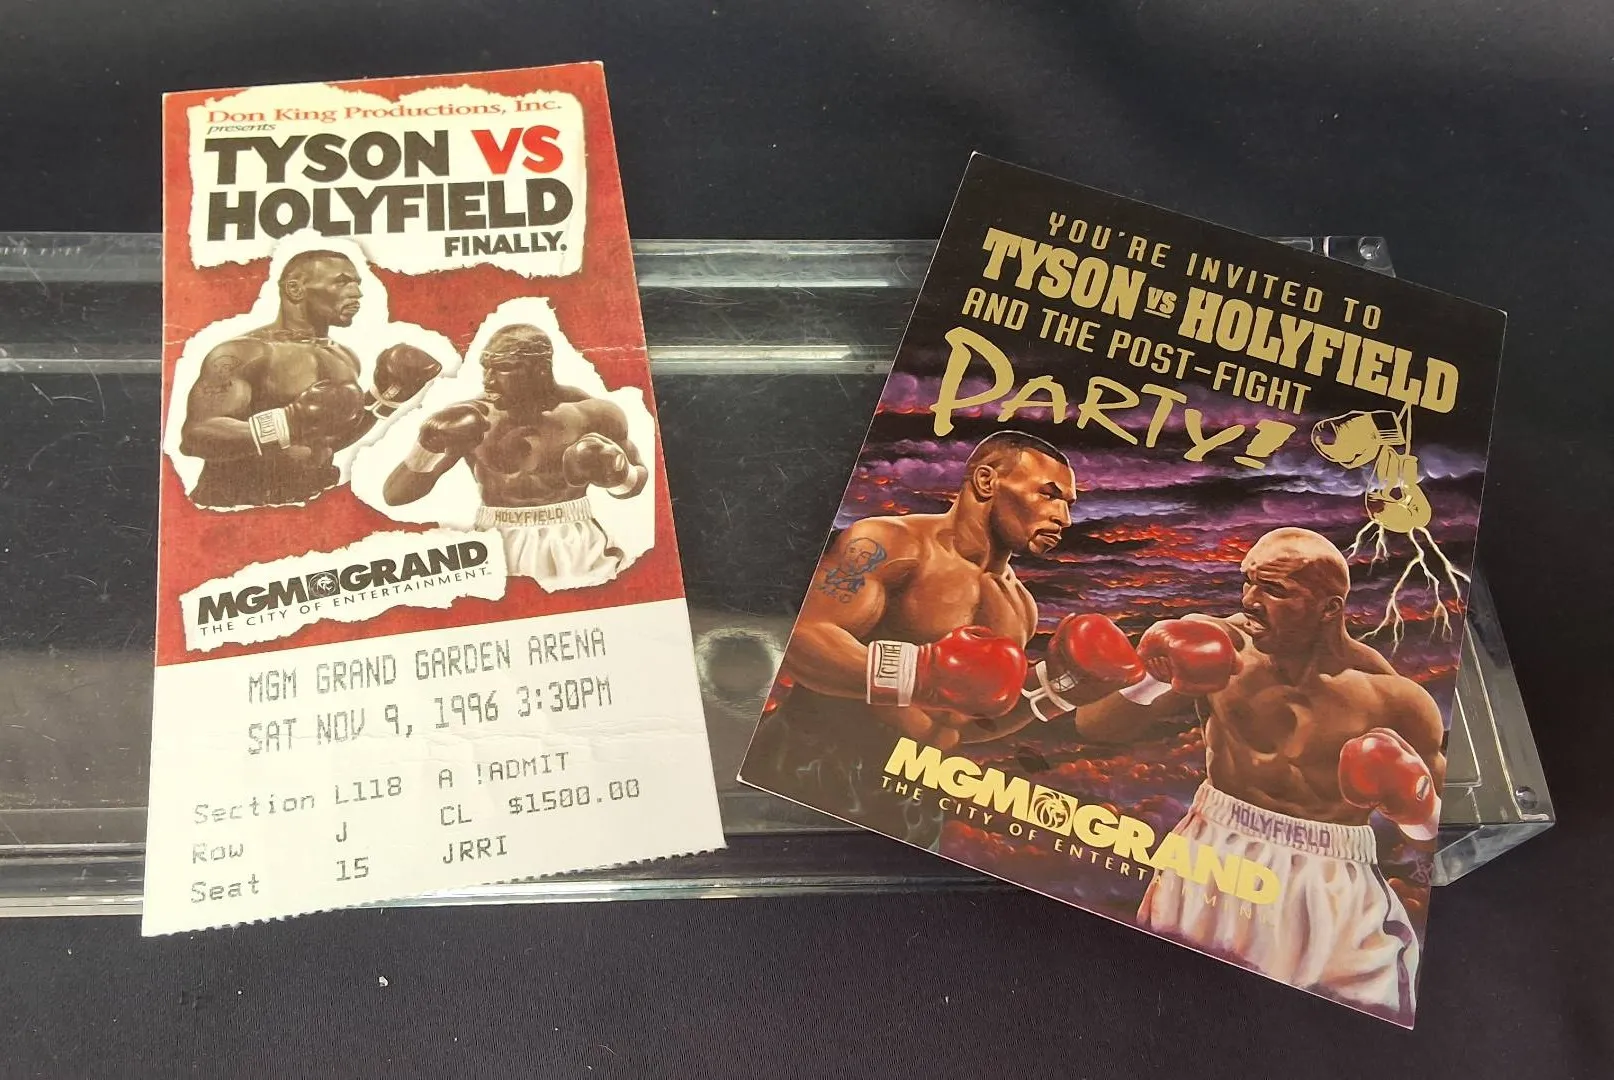 Don King Productions, Inc.
presents
TYSON VS
HOLYFIELD
FINALLY.
HOLYFIELD
MGM GRAND.
THE CITY OF ENTERTAINMENT™
MGM GRAND GARDEN ARENA
SAT NOV 9, 1996 3:30PM
Section L118 A !ADMIT
Row J CL $1500.00
Seat 15 JRRI
YOU'RE INVITED TO
TYSON VS HOLYFIELD
AND THE POST-FIGHT
PARTY!
HOLYFIELD
MGM GRAND
THE CITY OF ENTERTAINMENT